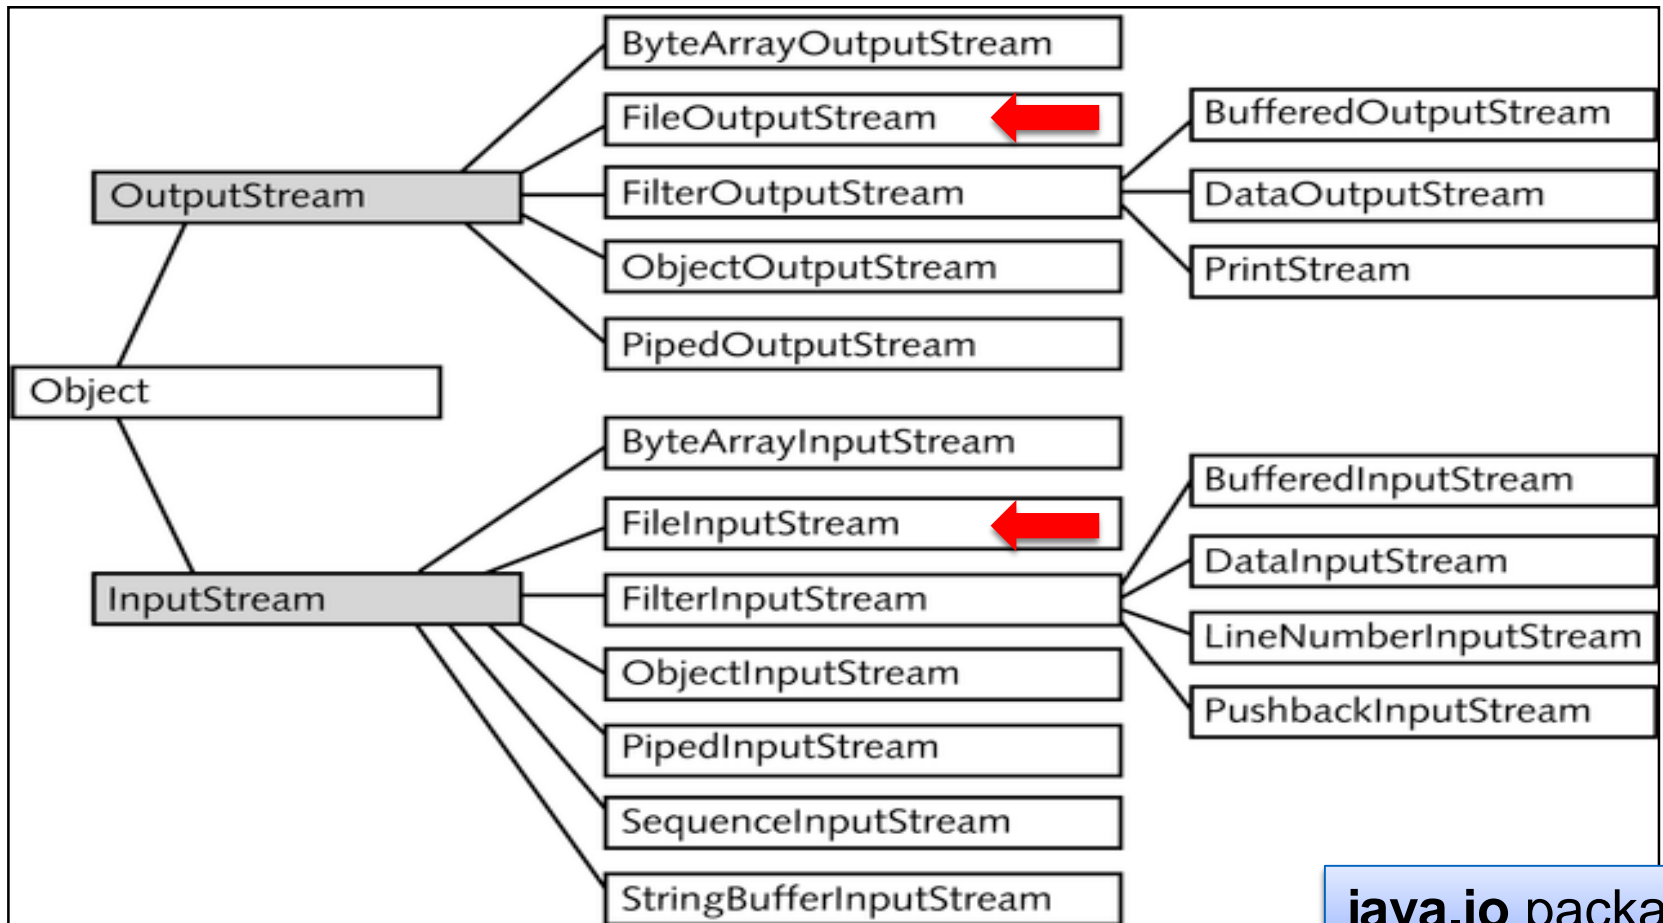 ByteArrayOutputStream
FileOutputStream
BufferedOutputStream
OutputStream
FilterOutputStream
DataOutputStream
ObjectOutputStream
PrintStream
PipedOutputStream
Object
ByteArrayInputStream
BufferedInputStream
FileInputStream
DataInputStream
InputStream
FilterInputStream
LineNumberInputStream
ObjectInputStream
PushbackInputStream
PipedInputStream
SequenceInputStream
StringBufferInputStream
java.io